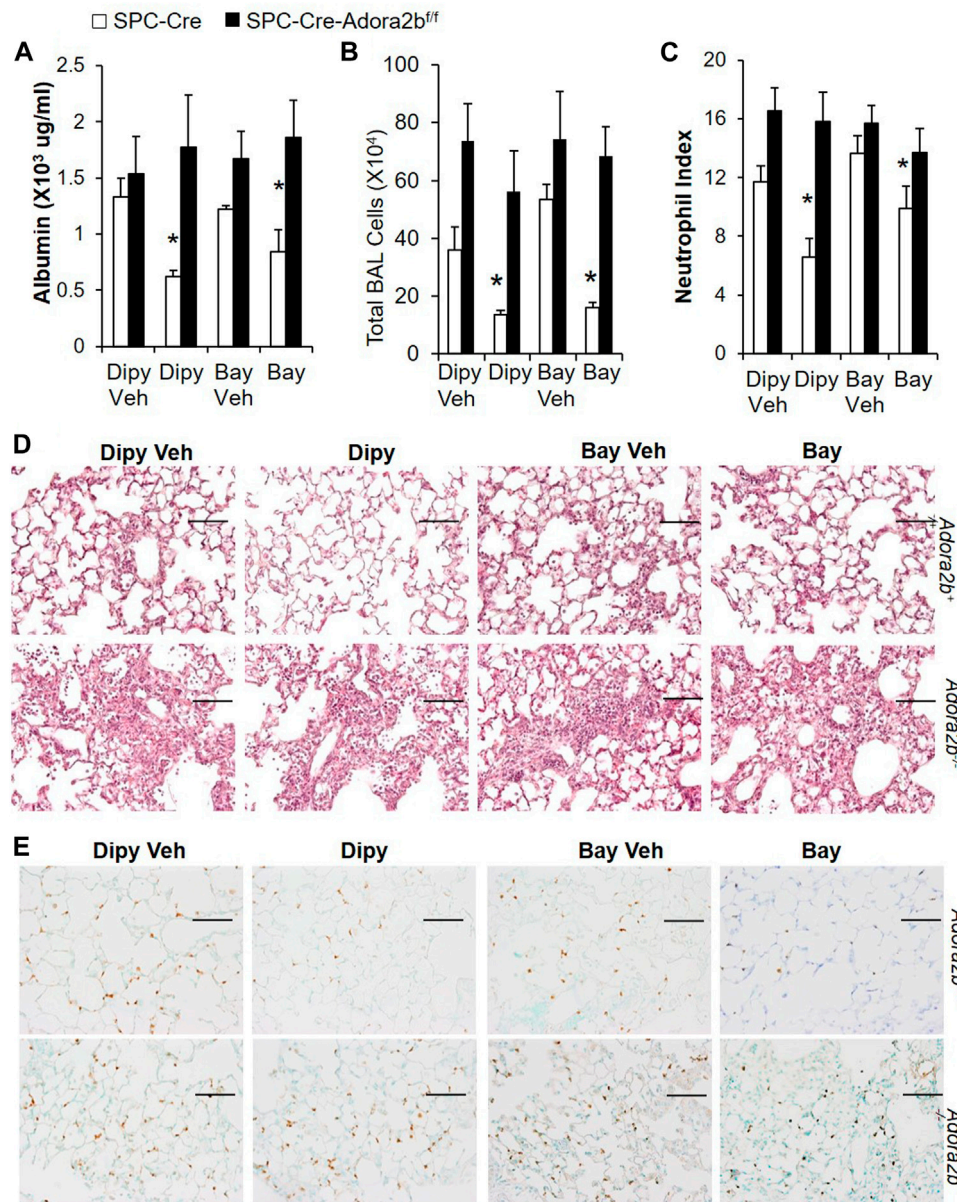 □ SPC-Cre ■ SPC-Cre-Adora2b^f/f
A
Albumin (X10³ ug/ml)
2.5
2
1.5
1
0.5
0
*
*
Dipy Veh
Dipy
Bay Veh
Bay
B
Total BAL Cells (X10⁴)
100
80
60
40
20
0
*
*
Dipy Veh
Dipy
Bay Veh
Bay
C
Neutrophil Index
20
16
12
8
4
0
*
*
Dipy Veh
Dipy
Bay Veh
Bay
D
Dipy Veh Dipy Bay Veh Bay
Adora2b⁺
Adora2b⁻/⁻
E
Dipy Veh Dipy Bay Veh Bay
Adora2b
Adora2b